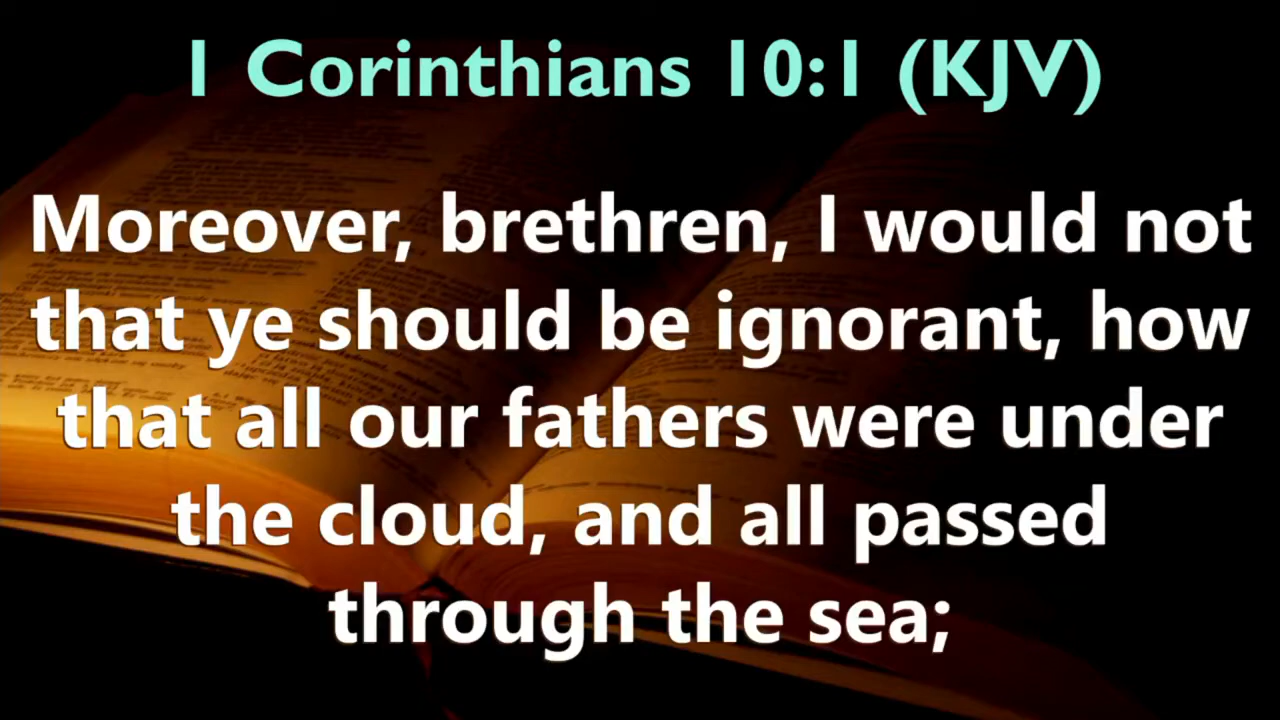 1 Corinthians 10:1 (KJV)
Moreover, brethren, I would not
that ye should be ignorant, how
that all our fathers were under
the cloud, and all passed
through the sea;